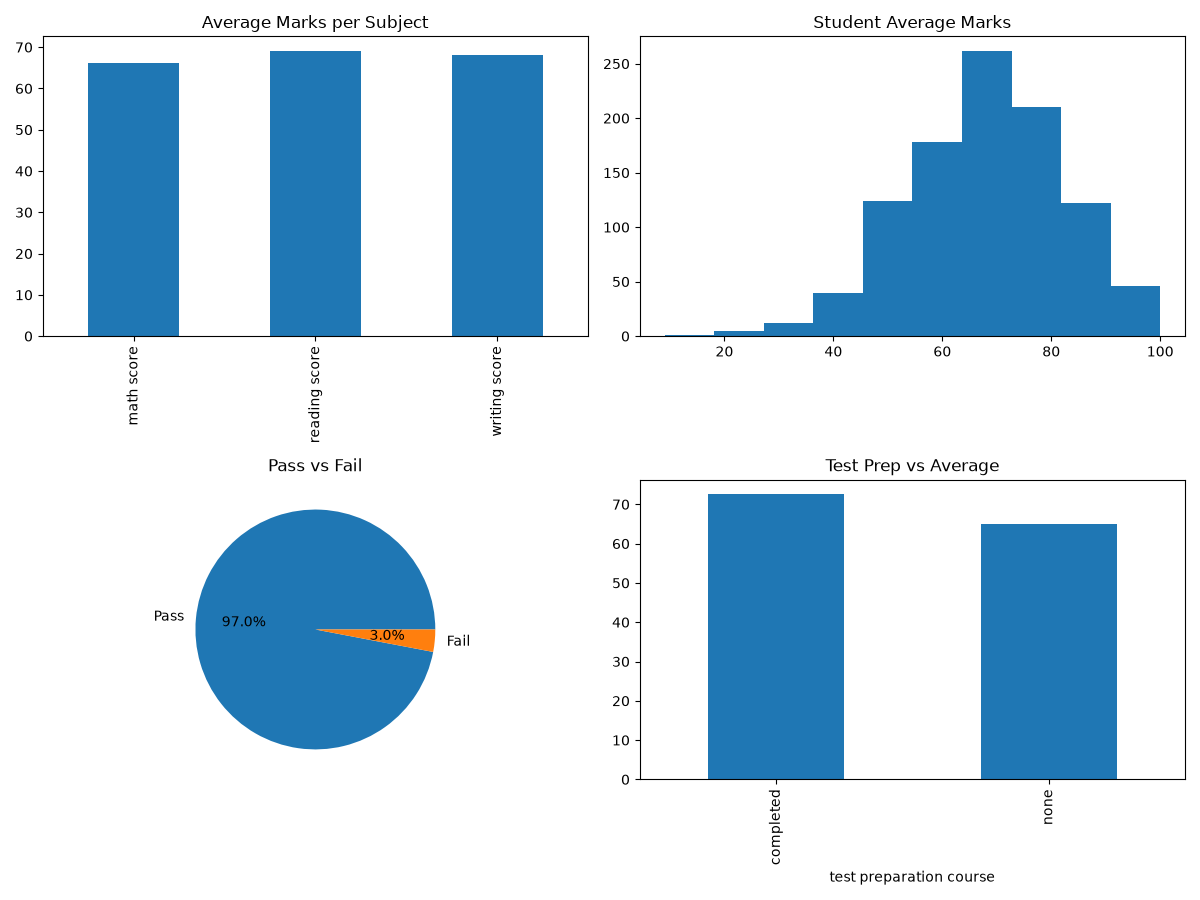 Average Marks per Subject
70
60
50
40
30
20
10
0
math score
reading score
writing score
Student Average Marks
250
200
150
100
50
0
20 40 60 80 100
Pass vs Fail
Pass
97.0%
3.0%
Fail
Test Prep vs Average
70
60
50
40
30
20
10
0
completed
none
test preparation course